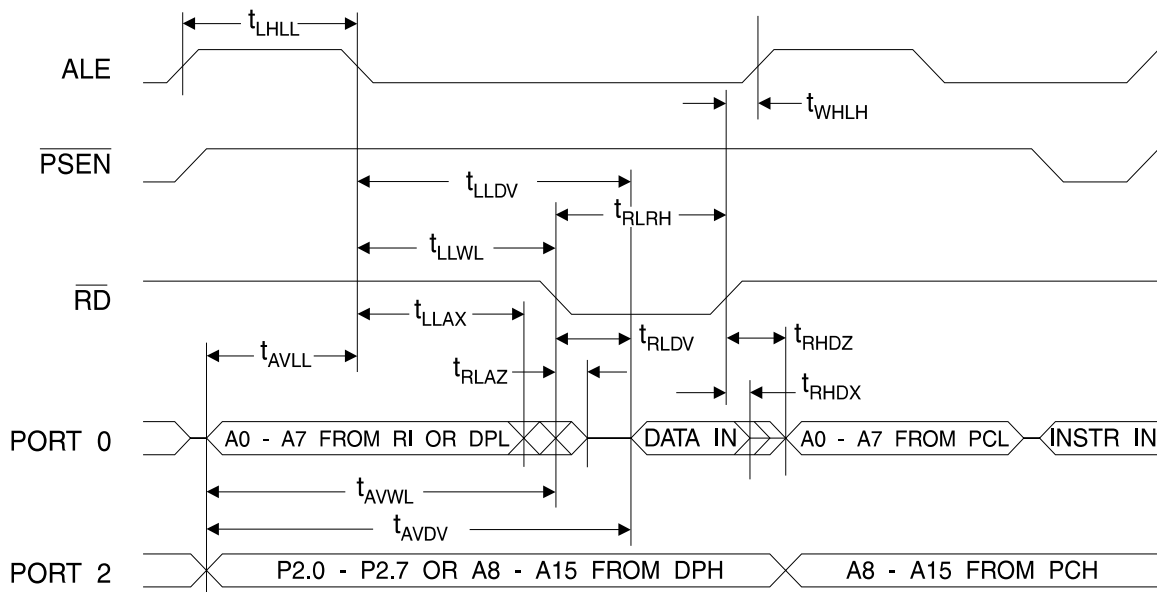 tLHLL
ALE
tWHLH
PSEN
tLLDV
tRLRH
tLLWL
RD
tLLAX
tRLDV
tRHDZ
tAVLL
tRLAZ
tRHDX
PORT 0
A0 - A7 FROM RI OR DPL
DATA IN
A0 - A7 FROM PCL
INSTR IN
tAVWL
tAVDV
PORT 2
P2.0 - P2.7 OR A8 - A15 FROM DPH
A8 - A15 FROM PCH